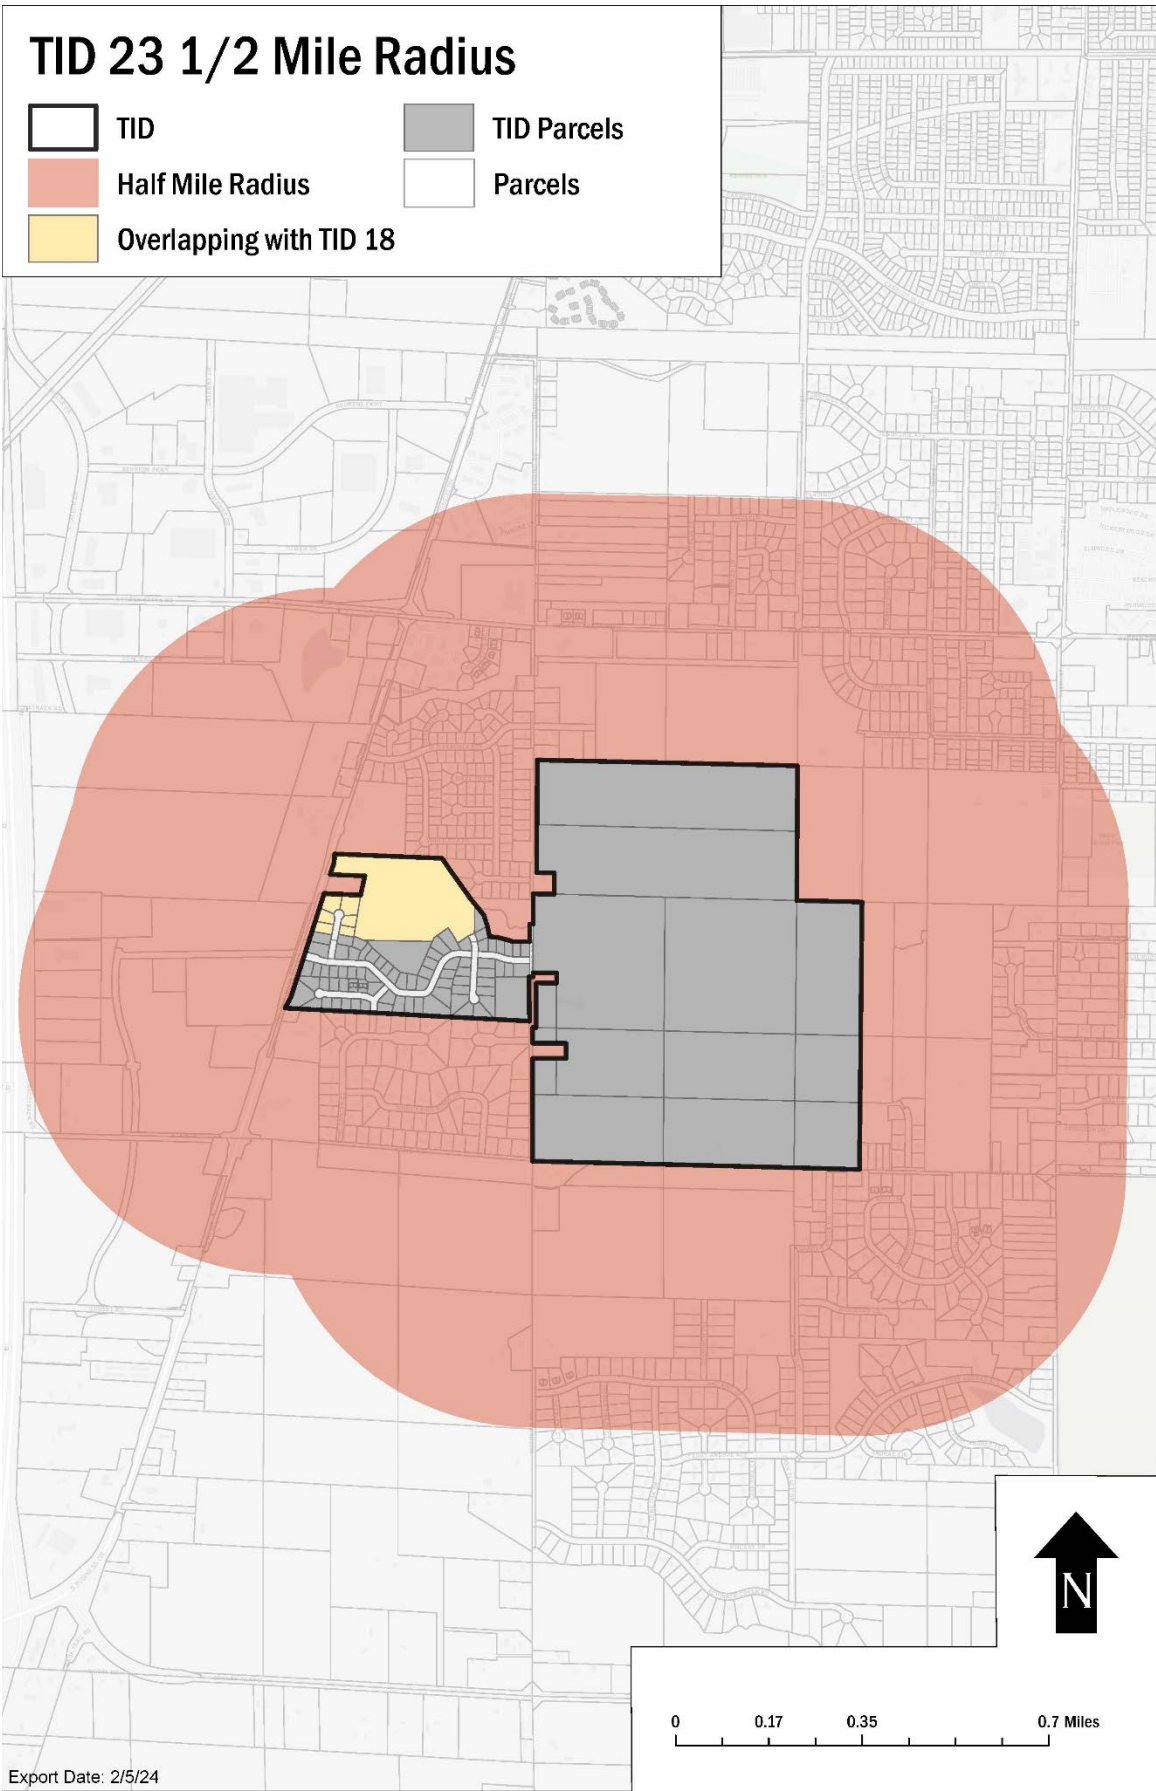 TID 23 1/2 Mile Radius
TID
TID Parcels
Half Mile Radius
Parcels
Overlapping with TID 18
N
0 0.17 0.35 0.7 Miles
Export Date: 2/5/24